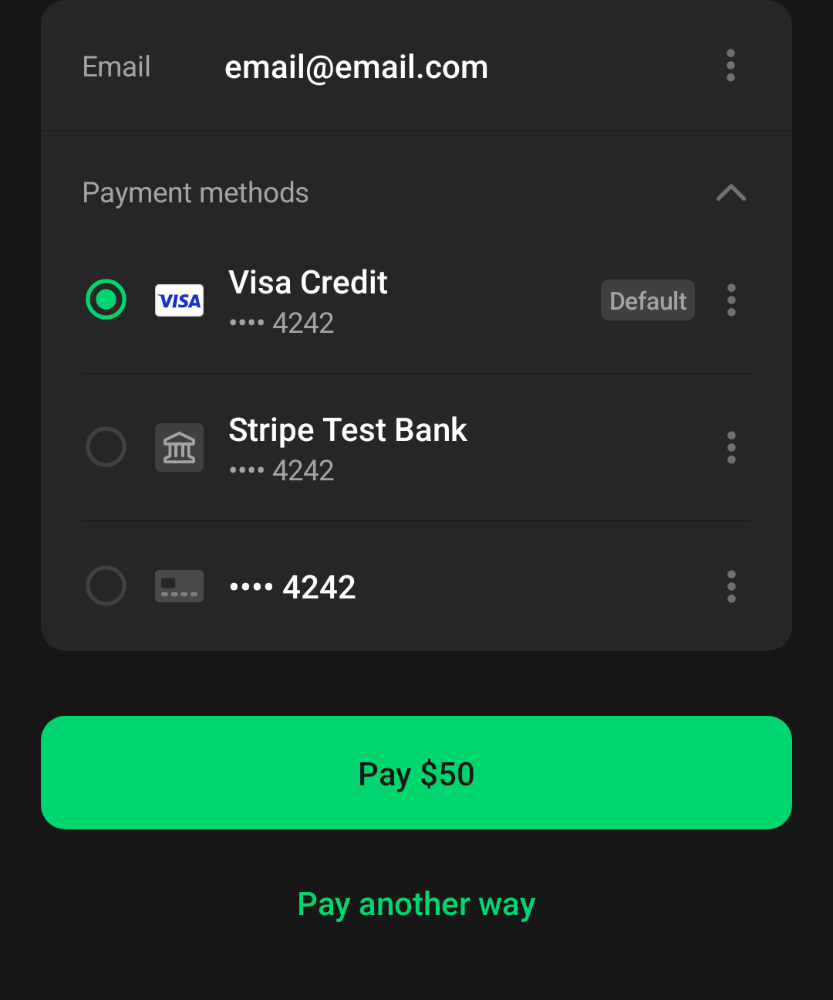 Email email@email.com
Payment methods
VISA Visa Credit Default
•••• 4242
Stripe Test Bank
•••• 4242
•••• 4242
Pay $50
Pay another way